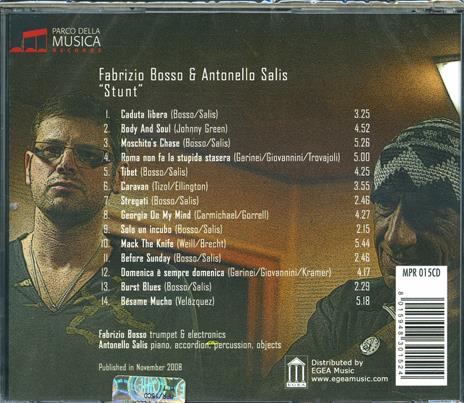 PARCO DELLA
MUSICA
Records
Fabrizio Bosso & Antonello Salis
"Stunt"
1. Caduta libera (Bosso/Salis) 3.25
2. Body And Soul (Johnny Green) 4.52
3. Moschito's Chase (Bosso/Salis) 5.26
4. Roma non fa la stupida stasera (Garinei/Giovannini/Trovajoli) 5.00
5. Tibet (Bosso/Salis) 4.25
6. Caravan (Tizol/Ellington) 3.55
7. Stregati (Bosso/Salis) 2.46
8. Georgia On My Mind (Carmichael/Gorrell) 4.27
9. Solo un incubo (Bosso/Salis) 2.15
10. Mack The Knife (Weill/Brecht) 5.44
11. Before Sunday (Bosso/Salis) 2.46
12. Domenica è sempre domenica (Garinei/Giovannini/Kramer) 4.17
13. Burst Blues (Bosso/Salis) 2.29
14. Bésame Mucho (Velázquez) 5.18
Fabrizio Bosso trumpet & electronics
Antonello Salis piano, accordion, percussion, objects
Published in November 2008
EGEA
Distributed by
EGEA Music
www.egeamusic.com
MPR 015CD
8015948301524